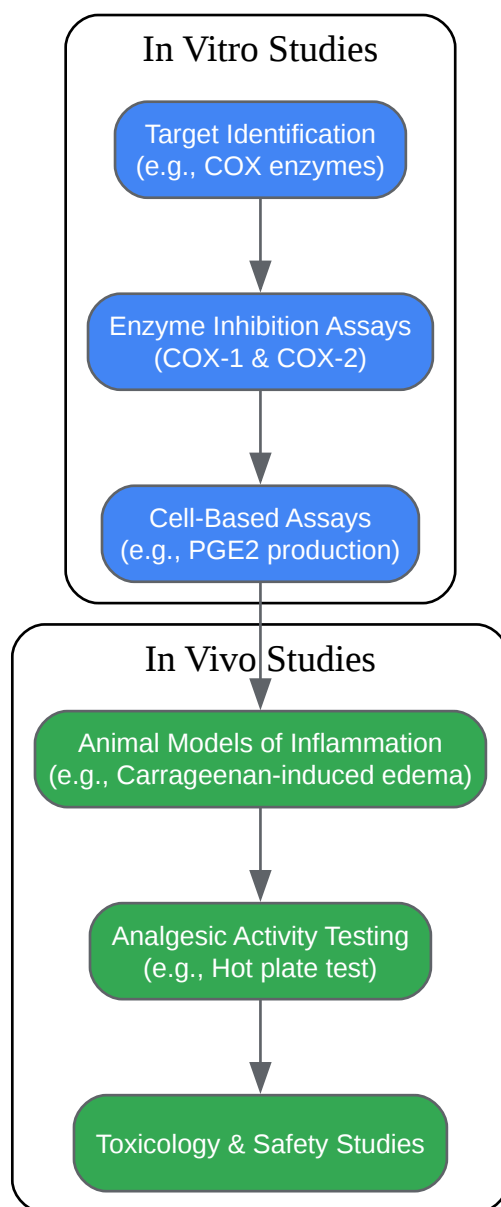 In Vitro Studies
Target Identification
(e.g., COX enzymes)
Enzyme Inhibition Assays
(COX-1 & COX-2)
Cell-Based Assays
(e.g., PGE2 production)
In Vivo Studies
Animal Models of Inflammation
(e.g., Carrageenan-induced edema)
Analgesic Activity Testing
(e.g., Hot plate test)
Toxicology & Safety Studies